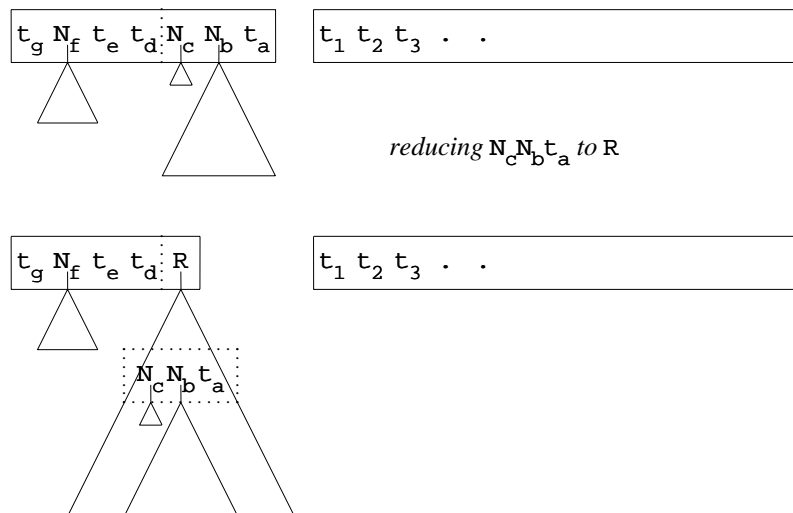 t_g N_f t_e t_d N_c N_b t_a t_1 t_2 t_3 . .
reducing N_cN_bt_a to R
t_g N_f t_e t_d R t_1 t_2 t_3 . .
N_c N_b t_a